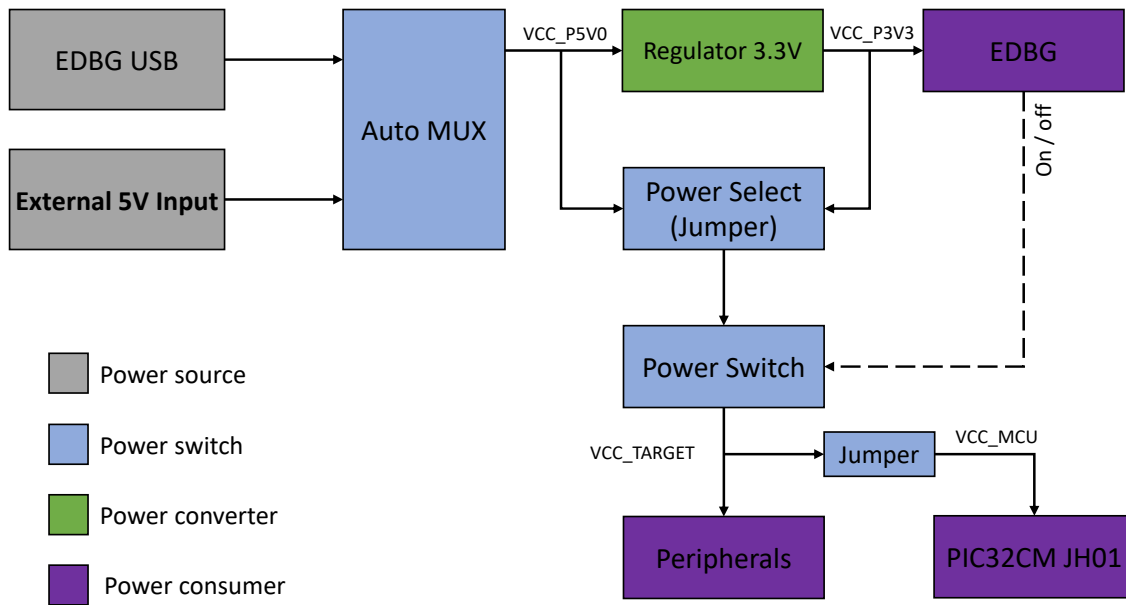 EDBG USB
External 5V Input
Auto MUX
VCC_P5V0
Regulator 3.3V
VCC_P3V3
EDBG
On / off
Power Select
(Jumper)
Power Switch
VCC_TARGET
Jumper
VCC_MCU
Peripherals
PIC32CM JH01
Power source
Power switch
Power converter
Power consumer